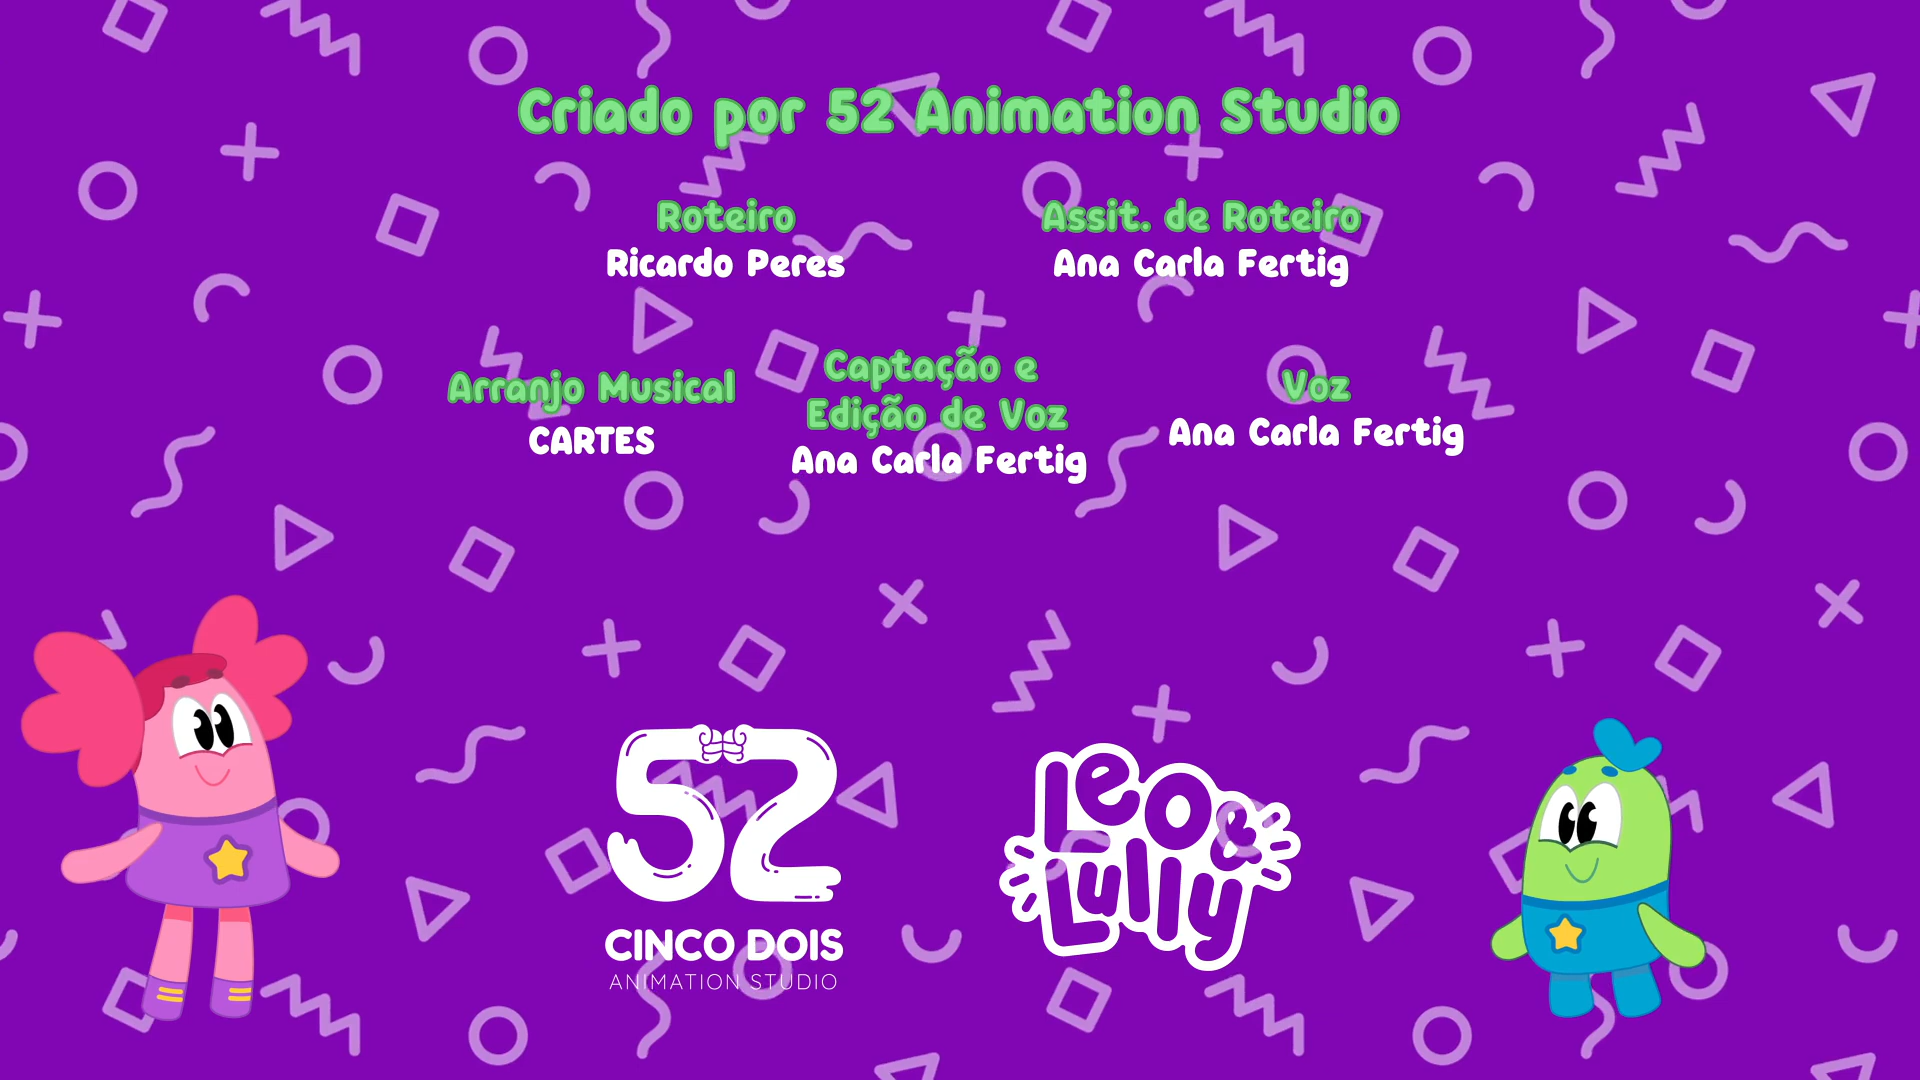 Criado por 52 Animation Studio
Roteiro
Ricardo Peres
Assit. de Roteiro
Ana Carla Fertig
Arranjo Musical
CARTES
Captação e
Edição de Voz
Ana Carla Fertig
Voz
Ana Carla Fertig
52
CINCO DOIS
ANIMATION STUDIO
leo e
Lully